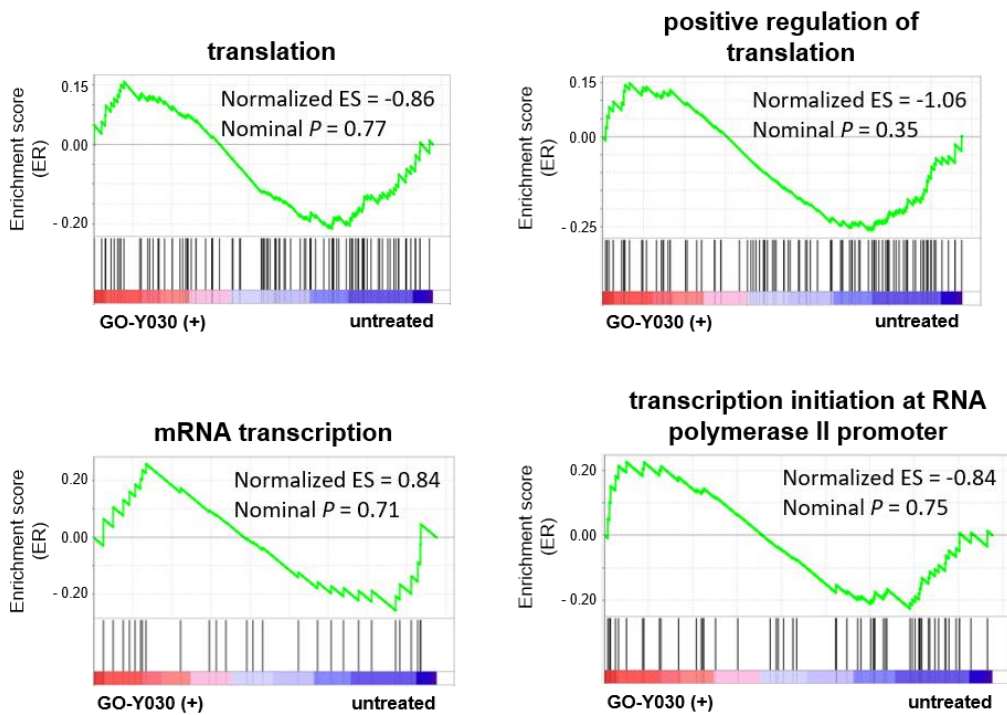 translation
Enrichment score
(ER)
0.15
0.00
- 0.20
Normalized ES = -0.86
Nominal P = 0.77
GO-Y030 (+)
untreated
positive regulation of
translation
Enrichment score
(ER)
0.15
0.00
- 0.25
Normalized ES = -1.06
Nominal P = 0.35
GO-Y030 (+)
untreated
mRNA transcription
Enrichment score
(ER)
0.20
0.00
- 0.20
Normalized ES = 0.84
Nominal P = 0.71
GO-Y030 (+)
untreated
transcription initiation at RNA
polymerase II promoter
Enrichment score
(ER)
0.20
0.00
- 0.20
Normalized ES = -0.84
Nominal P = 0.75
GO-Y030 (+)
untreated